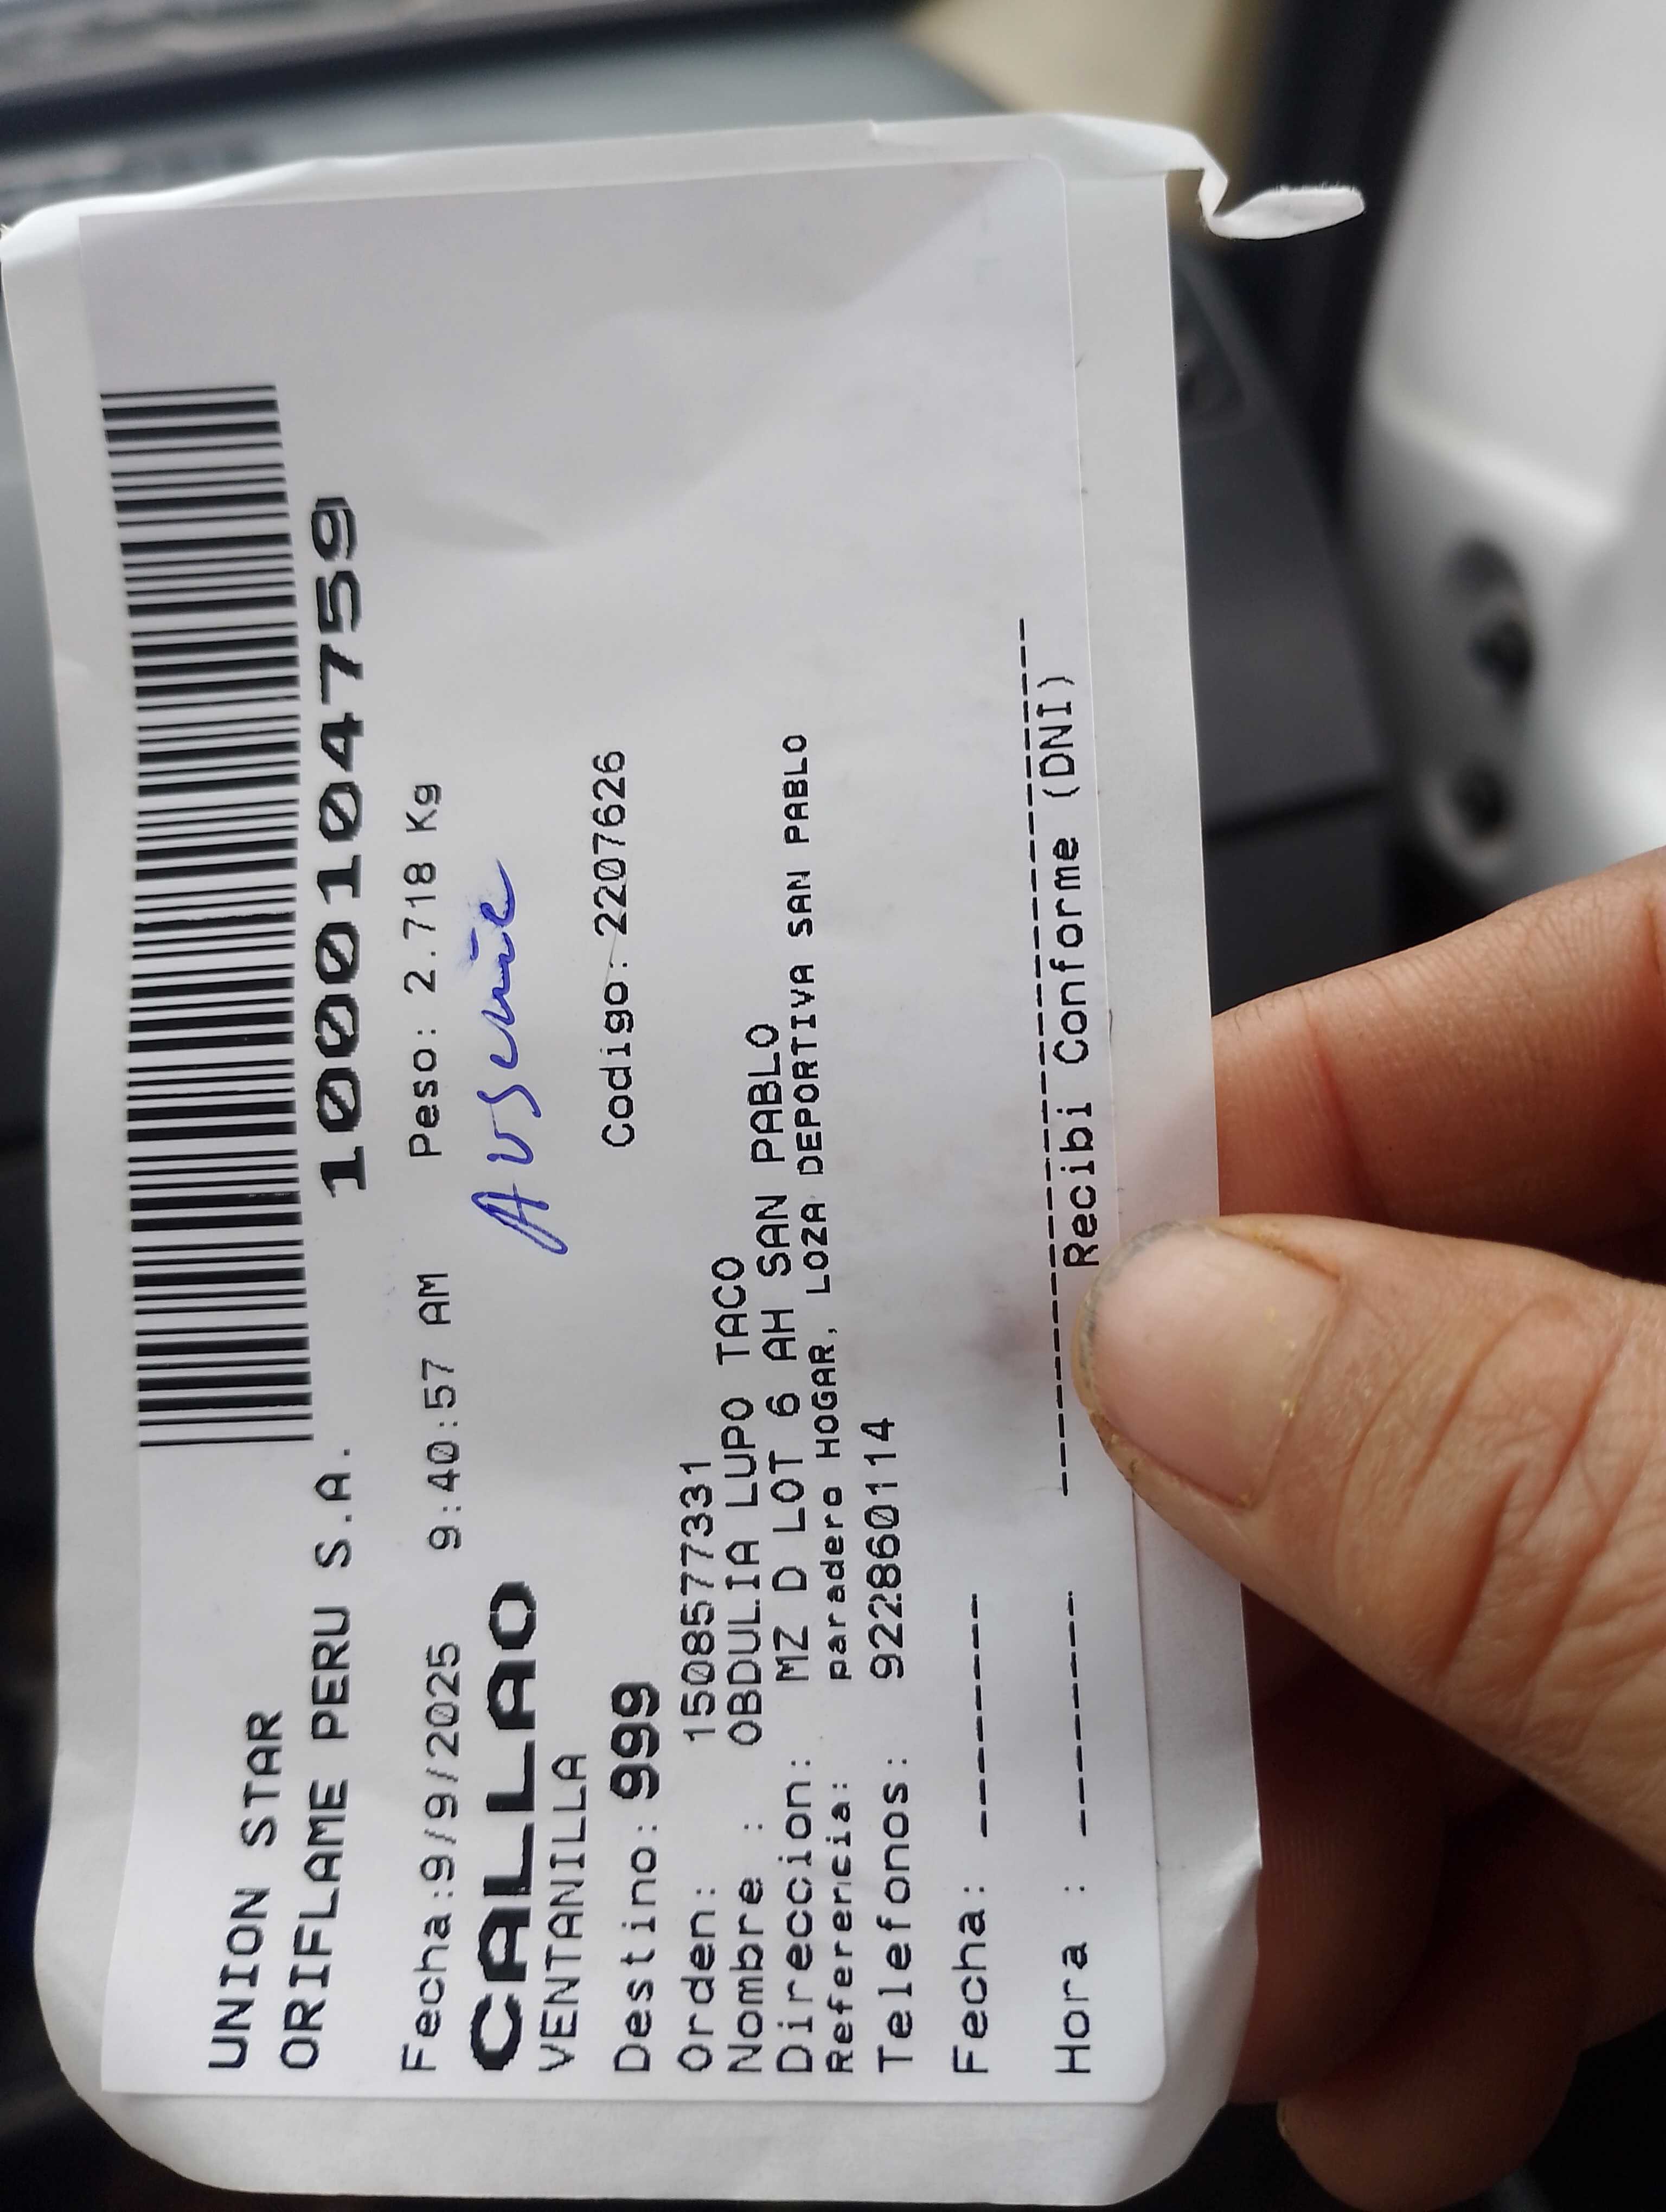 UNION STAR
ORIFLAME PERU S.A.
1000104759
Fecha:9/9/2025 9:40:57 AM Peso: 2.718 Kg
CALLAO
Ausente
VENTANILLA
Destino: 999 Codigo: 2207626
Orden: 1508577331
Nombre : OBDULIA LUPO TACO
Direccion: MZ D LOT 6 AH SAN PABLO
Referencia: paradero HOGAR, LOZA DEPORTIVA SAN PABLO
Telefonos: 922860114
Fecha: -------
Hora : -------
Recibi Conforme (DNI)